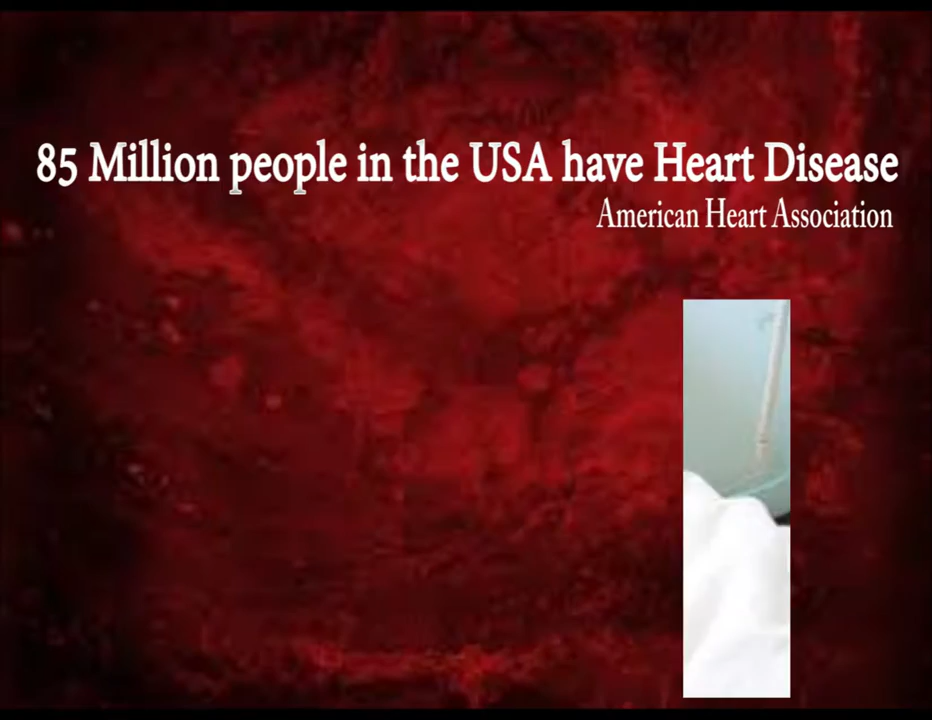 85 Million people in the USA have Heart Disease
American Heart Association